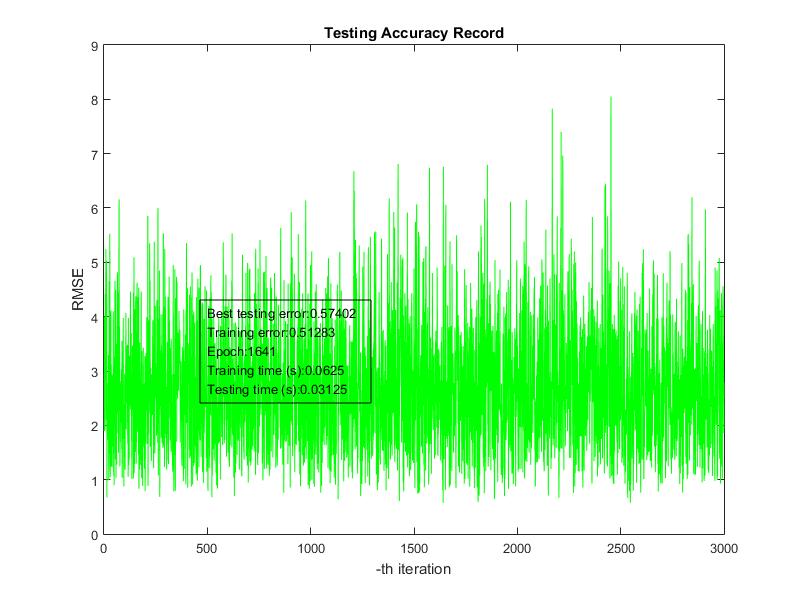 Testing Accuracy Record
9
8
7
6
5
4
3
2
1
0
RMSE
Best testing error:0.57402
Training error:0.51283
Epoch:1641
Training time (s):0.0625
Testing time (s):0.03125
0 500 1000 1500 2000 2500 3000
-th iteration